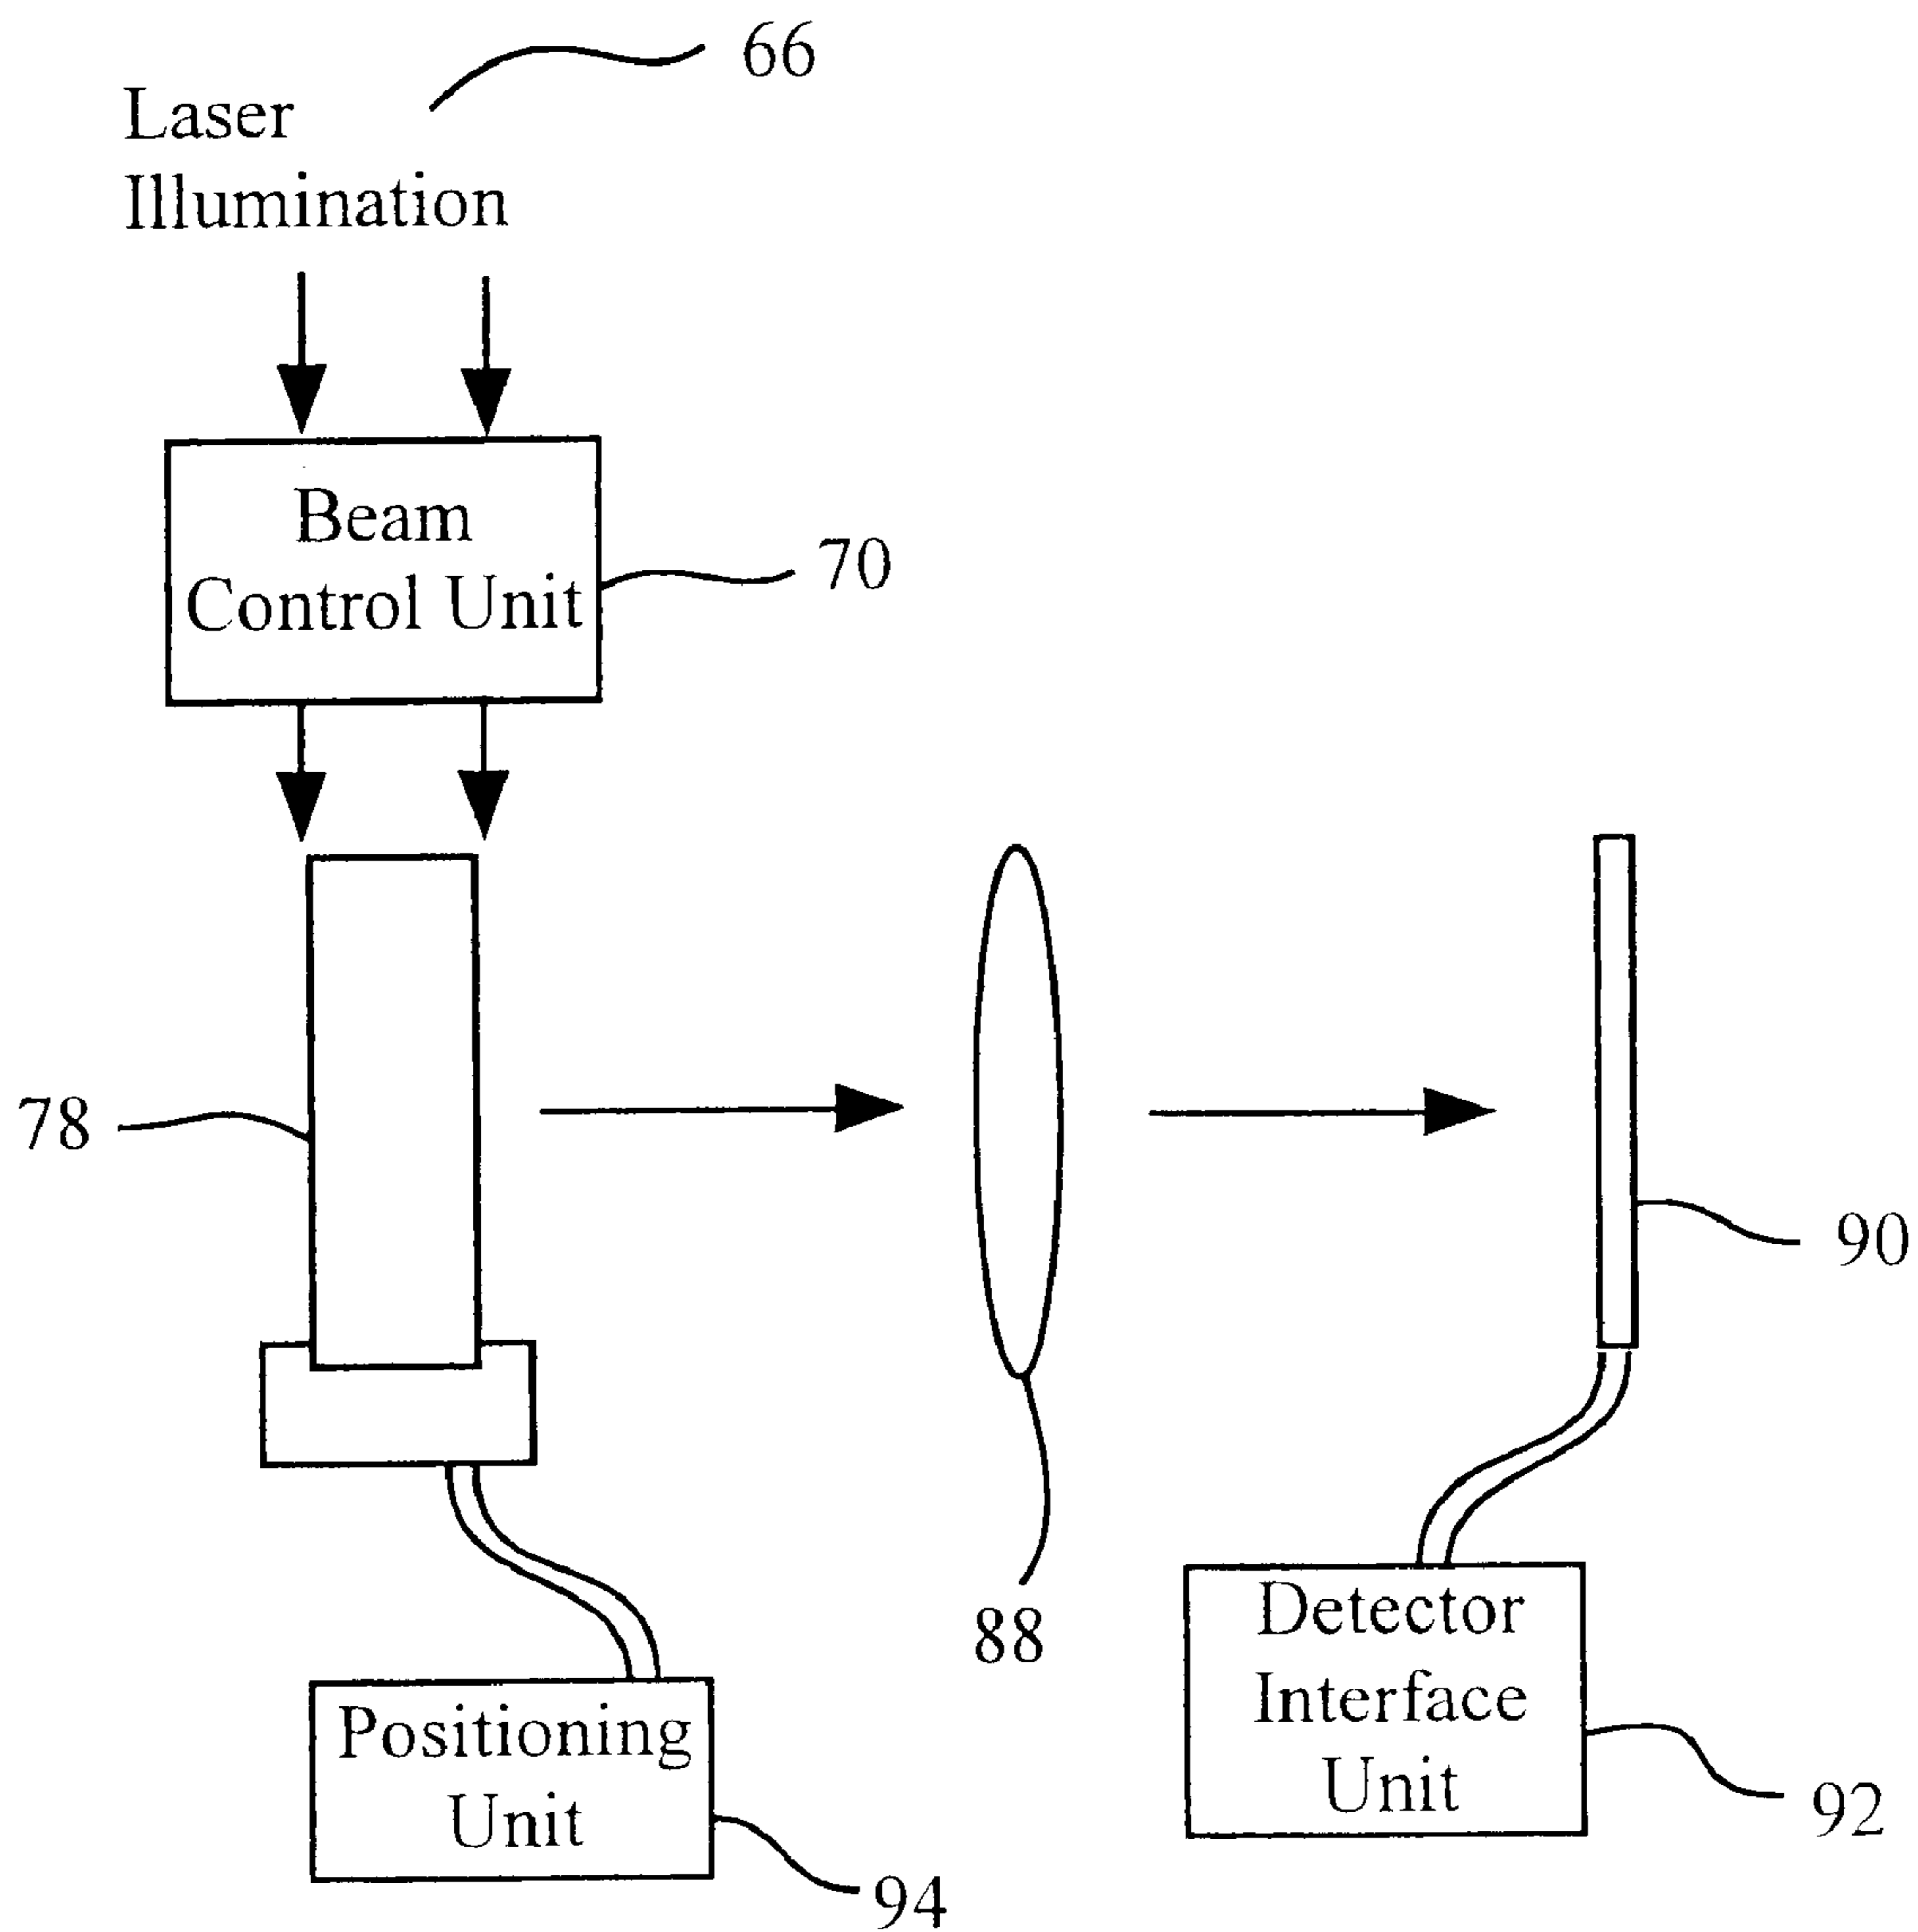 66
Laser
Illumination
Beam
Control Unit
70
78
90
88
Detector
Interface
Unit
92
Positioning
Unit
94